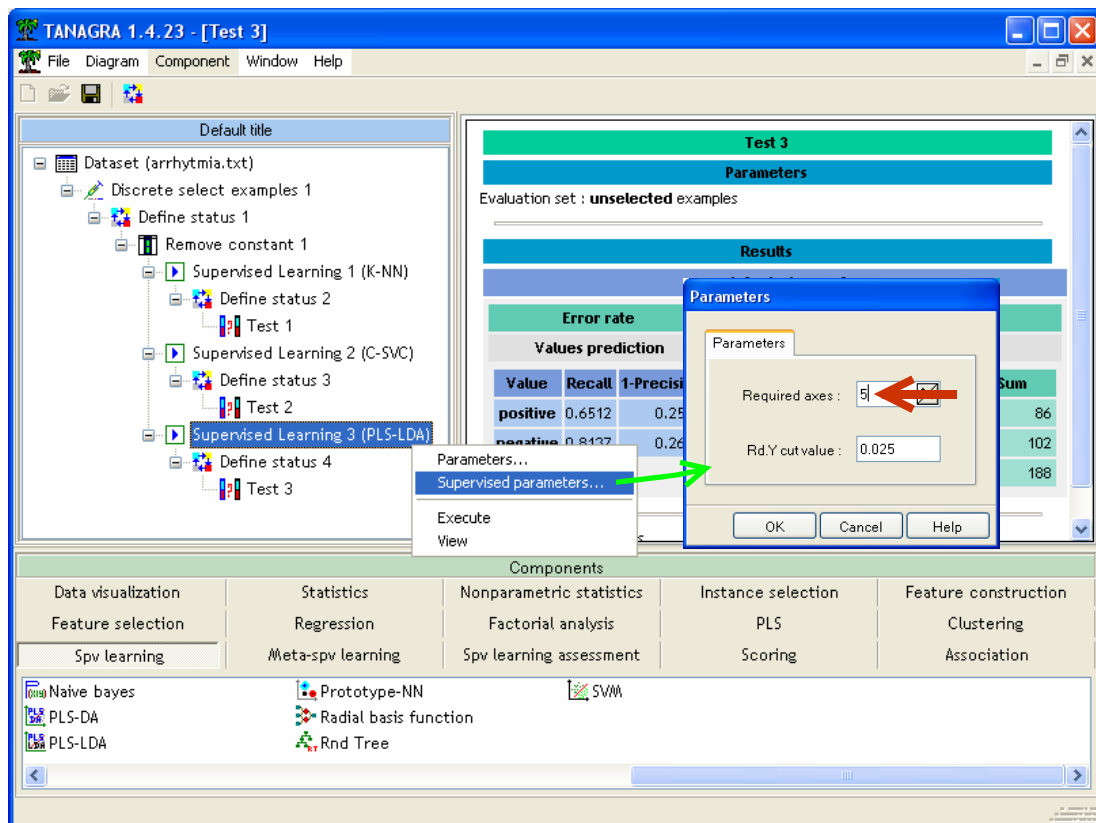 TANAGRA 1.4.23 - [Test 3]
File Diagram Component Window Help
Default title
Dataset (arrhytmia.txt)
Discrete select examples 1
Define status 1
Remove constant 1
Supervised Learning 1 (K-NN)
Define status 2
Test 1
Supervised Learning 2 (C-SVC)
Define status 3
Test 2
Supervised Learning 3 (PLS-LDA)
Define status 4
Test 3
Parameters...
Supervised parameters...
Execute
View
Test 3
Parameters
Evaluation set : unselected examples
Results
Error rate
Values prediction
Value Recall 1-Precisi Sum
positive 0.6512 0.25 86
negative 0.8137 0.26 102
188
Parameters
Parameters
Required axes : 5
Rd.Y cut value : 0.025
OK Cancel Help
Components
Data visualization Statistics Nonparametric statistics Instance selection Feature construction
Feature selection Regression Factorial analysis PLS Clustering
Spv learning Meta-spv learning Spv learning assessment Scoring Association
Naive bayes Prototype-NN SVM
PLS-DA Radial basis function
PLS-LDA Rnd Tree